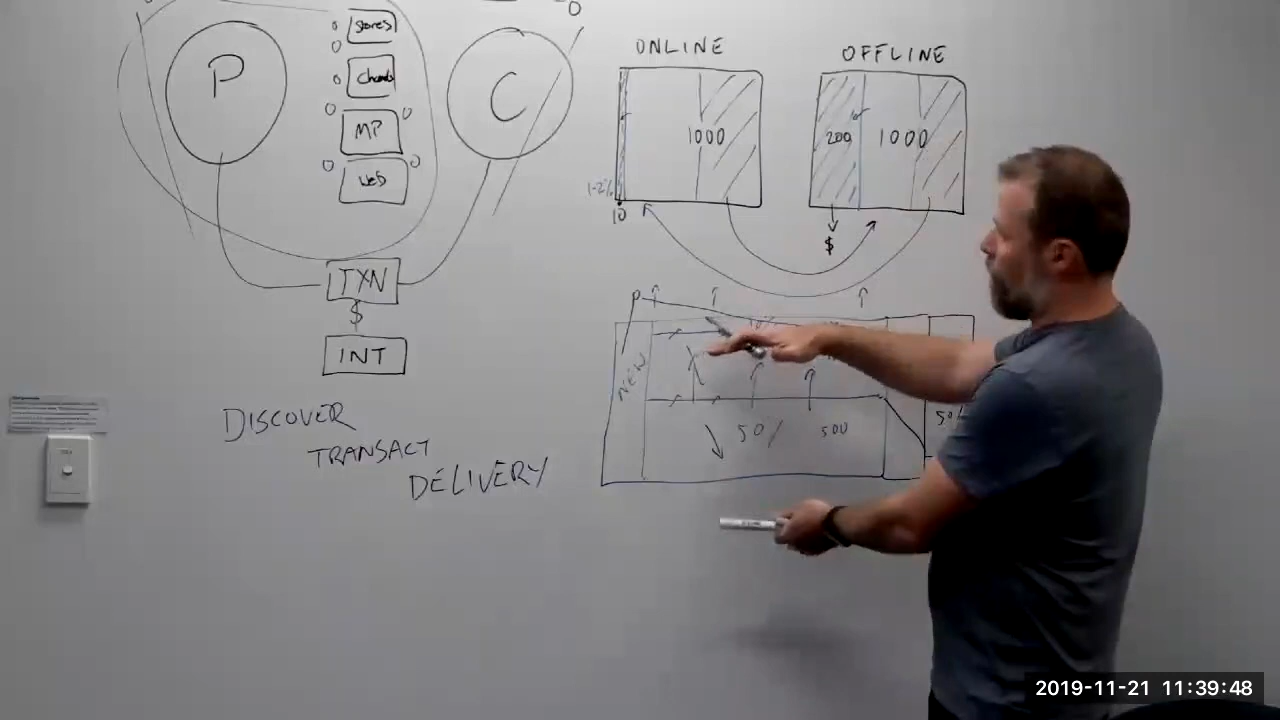 P
Stores
MP
Web
C
TXN
$
INT
DISCOVER
TRANSACT
DELIVERY
ONLINE
1000
1-2%
10
OFFLINE
200 1000
$
P
NEW
50% 500
50%
2019-11-21 11:39:48